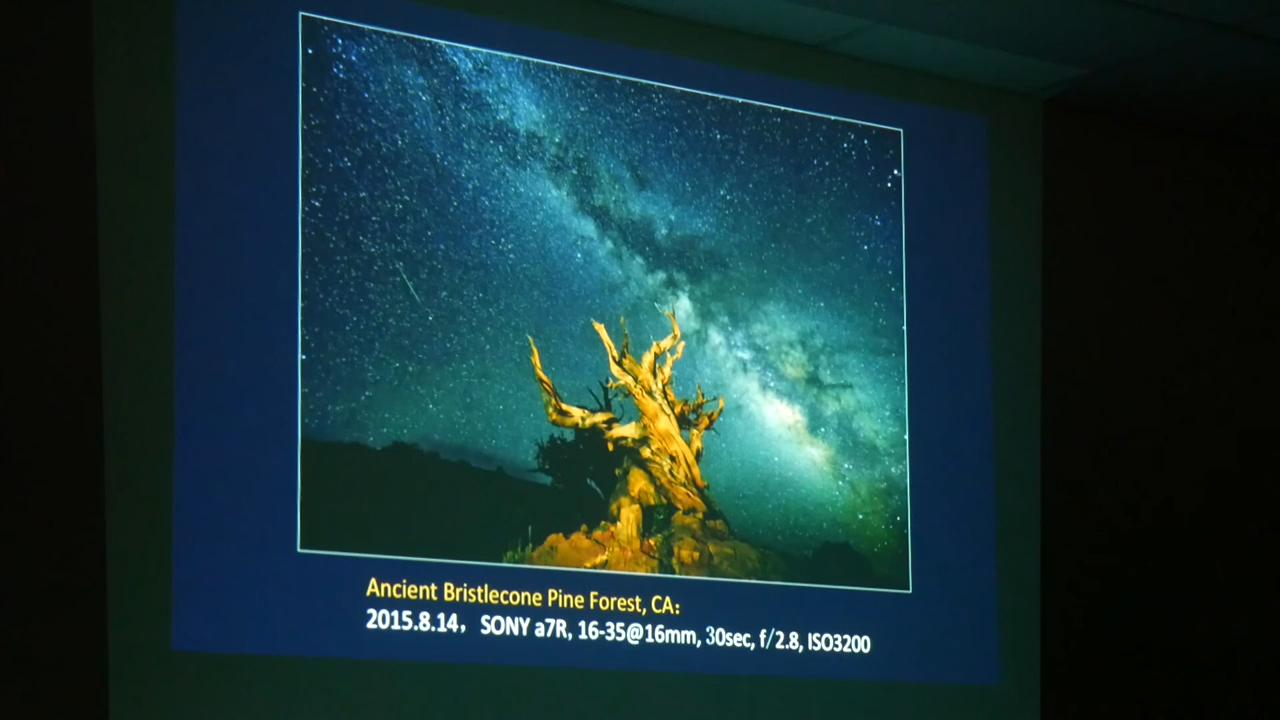 Ancient Bristlecone Pine Forest, CA:
2015.8.14, SONY a7R, 16-35@16mm, 30sec, f/2.8, ISO3200